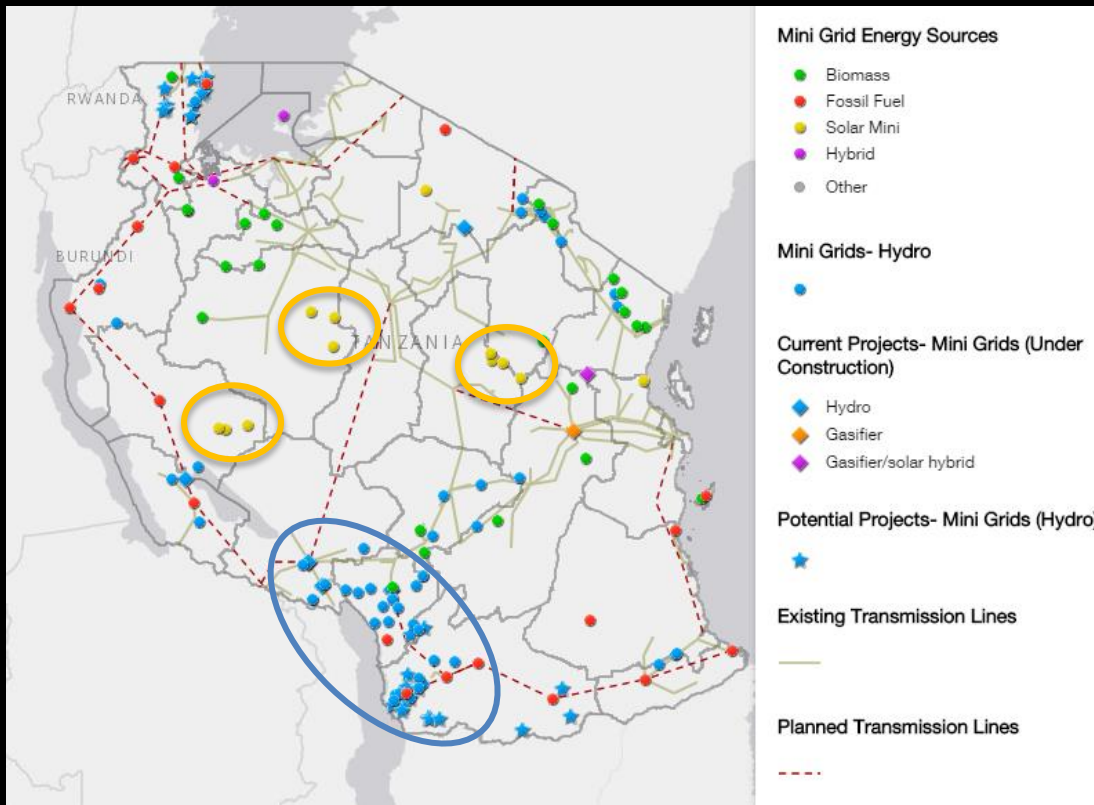 RWANDA
BURUNDI
TANZANIA
Mini Grid Energy Sources
Biomass
Fossil Fuel
Solar Mini
Hybrid
Other
Mini Grids- Hydro
Current Projects- Mini Grids (Under
Construction)
Hydro
Gasifier
Gasifier/solar hybrid
Potential Projects- Mini Grids (Hydro)
Existing Transmission Lines
Planned Transmission Lines